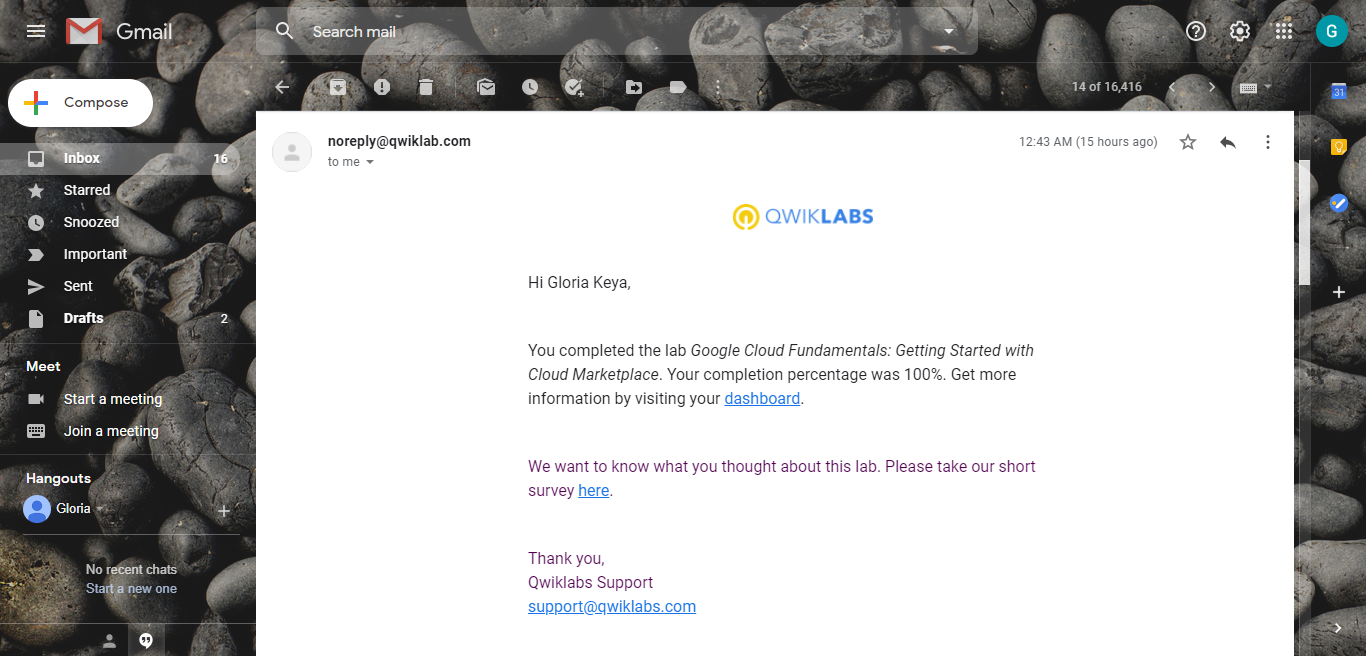 Gmail
Search mail
G
Compose
14 of 16,416
31
Inbox 16
Starred
Snoozed
Important
Sent
Drafts 2
Meet
Start a meeting
Join a meeting
Hangouts
Gloria
No recent chats
Start a new one
noreply@qwiklab.com
12:43 AM (15 hours ago)
to me
QWIKLABS
Hi Gloria Keya,
You completed the lab Google Cloud Fundamentals: Getting Started with
Cloud Marketplace. Your completion percentage was 100%. Get more
information by visiting your dashboard.
We want to know what you thought about this lab. Please take our short
survey here.
Thank you,
Qwiklabs Support
support@qwiklabs.com